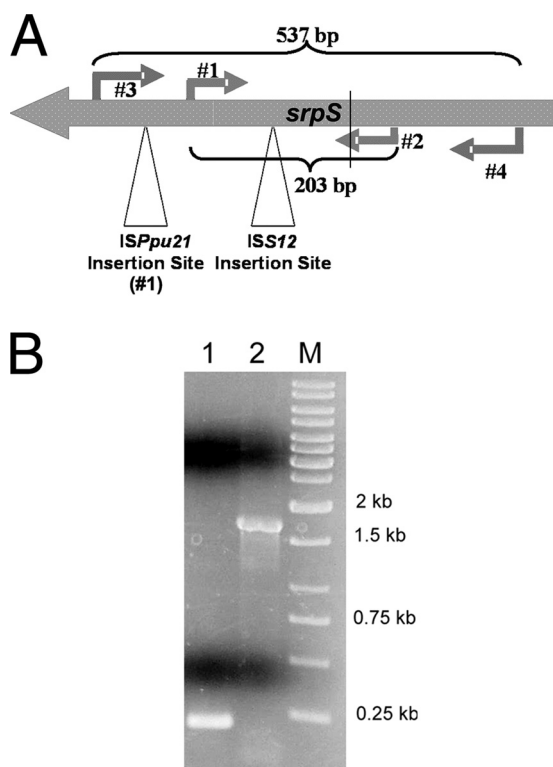 A
537 bp
#3
#1
srpS
#2
#4
203 bp
ISPpu21
Insertion Site
(#1)
ISS12
Insertion Site
B
1 2 M
2 kb
1.5 kb
0.75 kb
0.25 kb